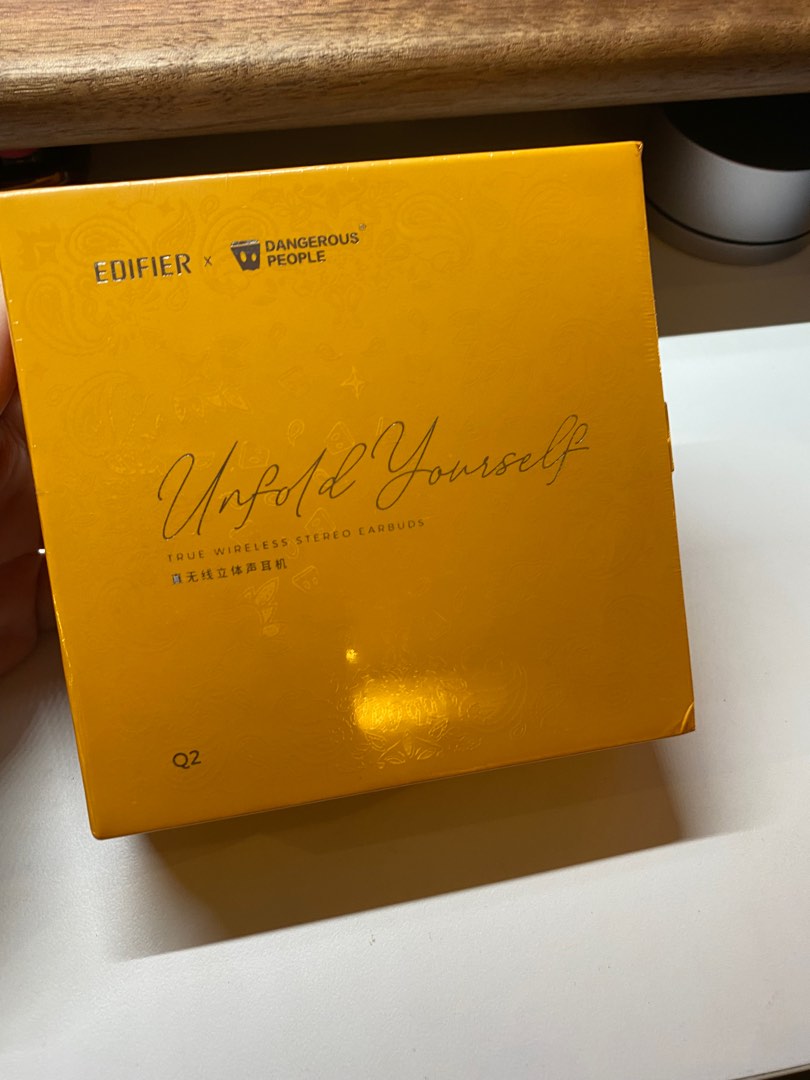 EDIFIER x DANGEROUS PEOPLE®
Unfold Yourself
TRUE WIRELESS STEREO EARBUDS
真无线立体声耳机
Q2